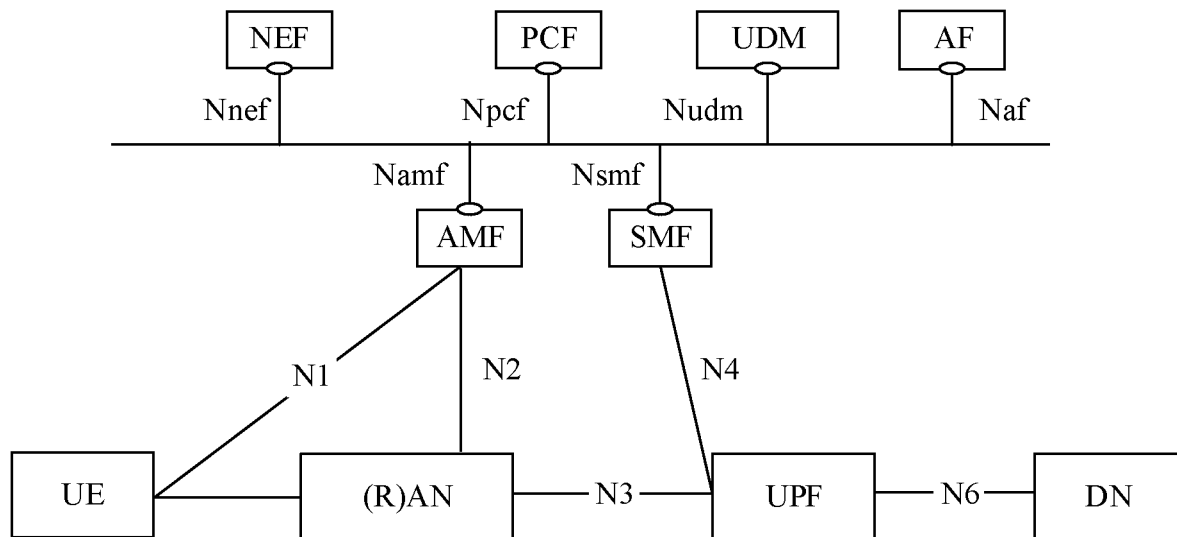 NEF PCF UDM AF
Nnef Npcf Nudm Naf
Namf Nsmf
AMF SMF
N1 N2 N4
UE (R)AN N3 UPF N6 DN